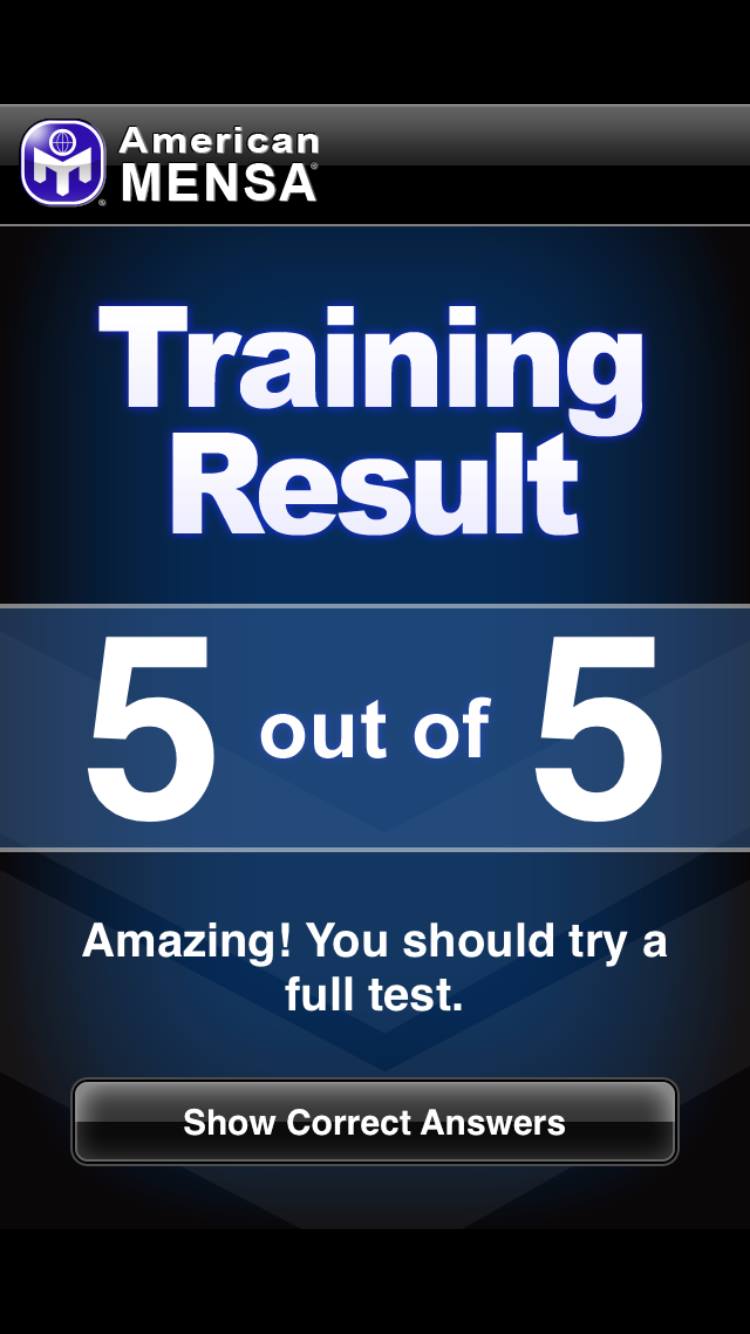 American
MENSA®
Training
Result
5 out of 5
Amazing! You should try a
full test.
Show Correct Answers